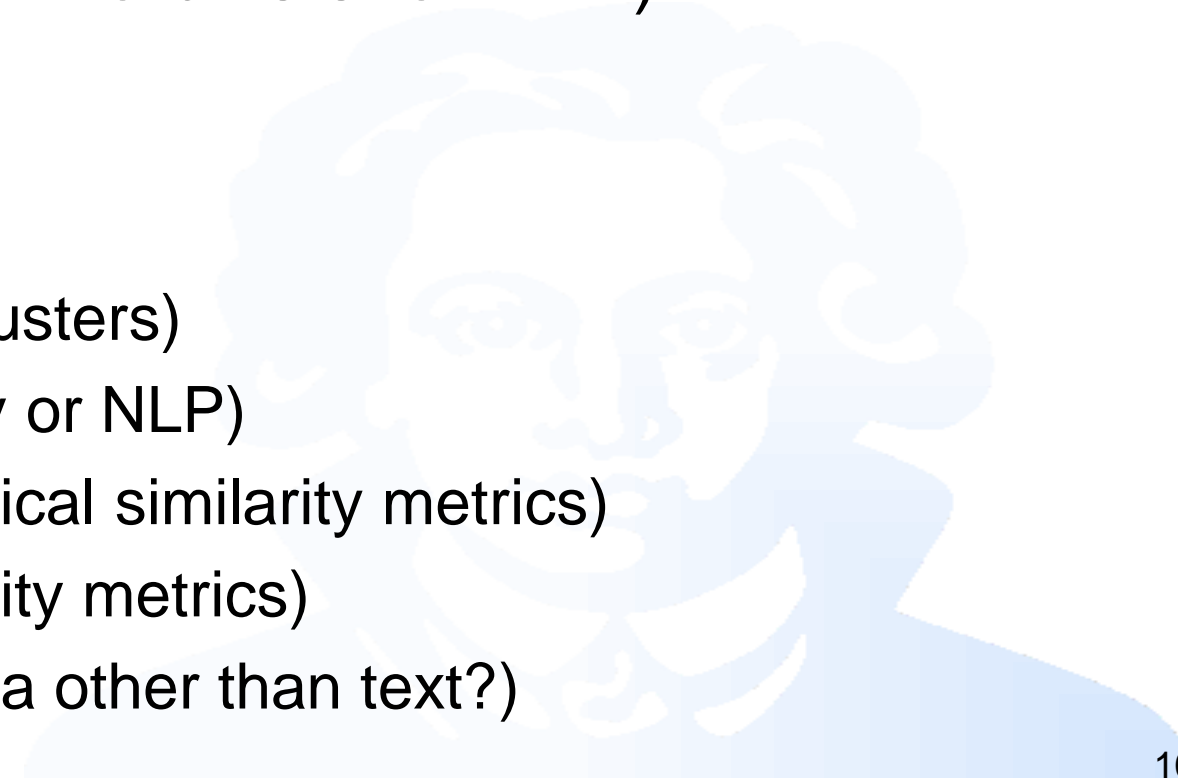 usters)
or NLP)
ical similarity metrics)
ity metrics)
a other than text?)